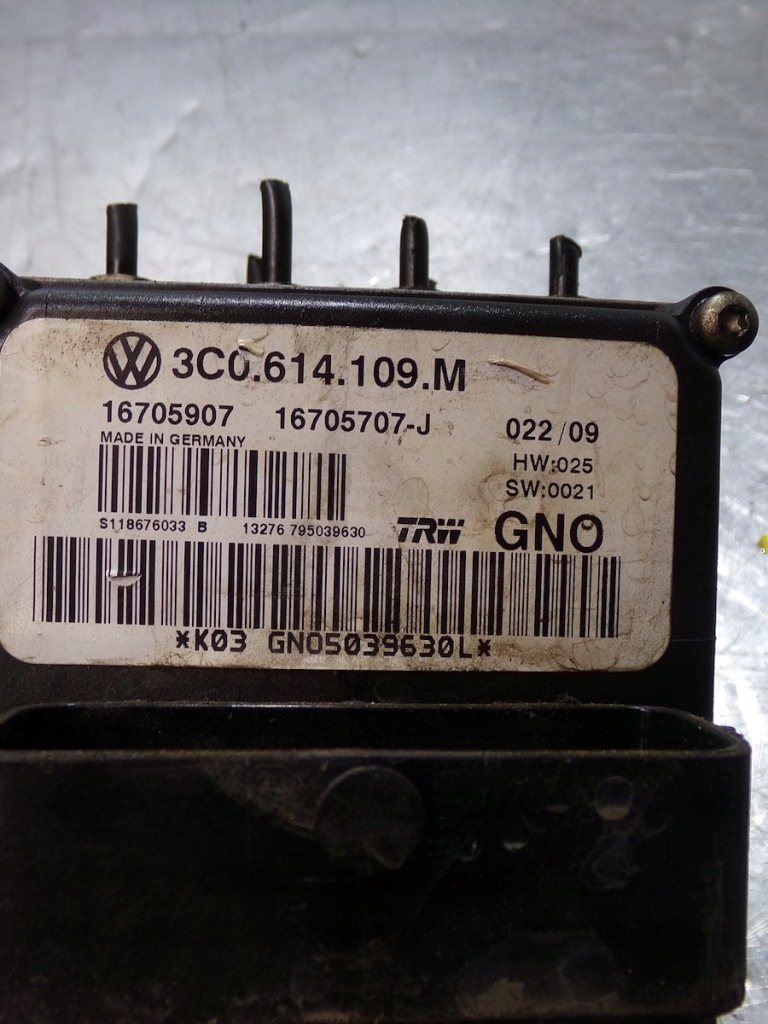 3C0.614.109.M
16705907 16705707-J 022/09
MADE IN GERMANY HW:025
SW:0021
S118676033 B 13276 795039630 TRW GNO
*K03 GNO5039630L*